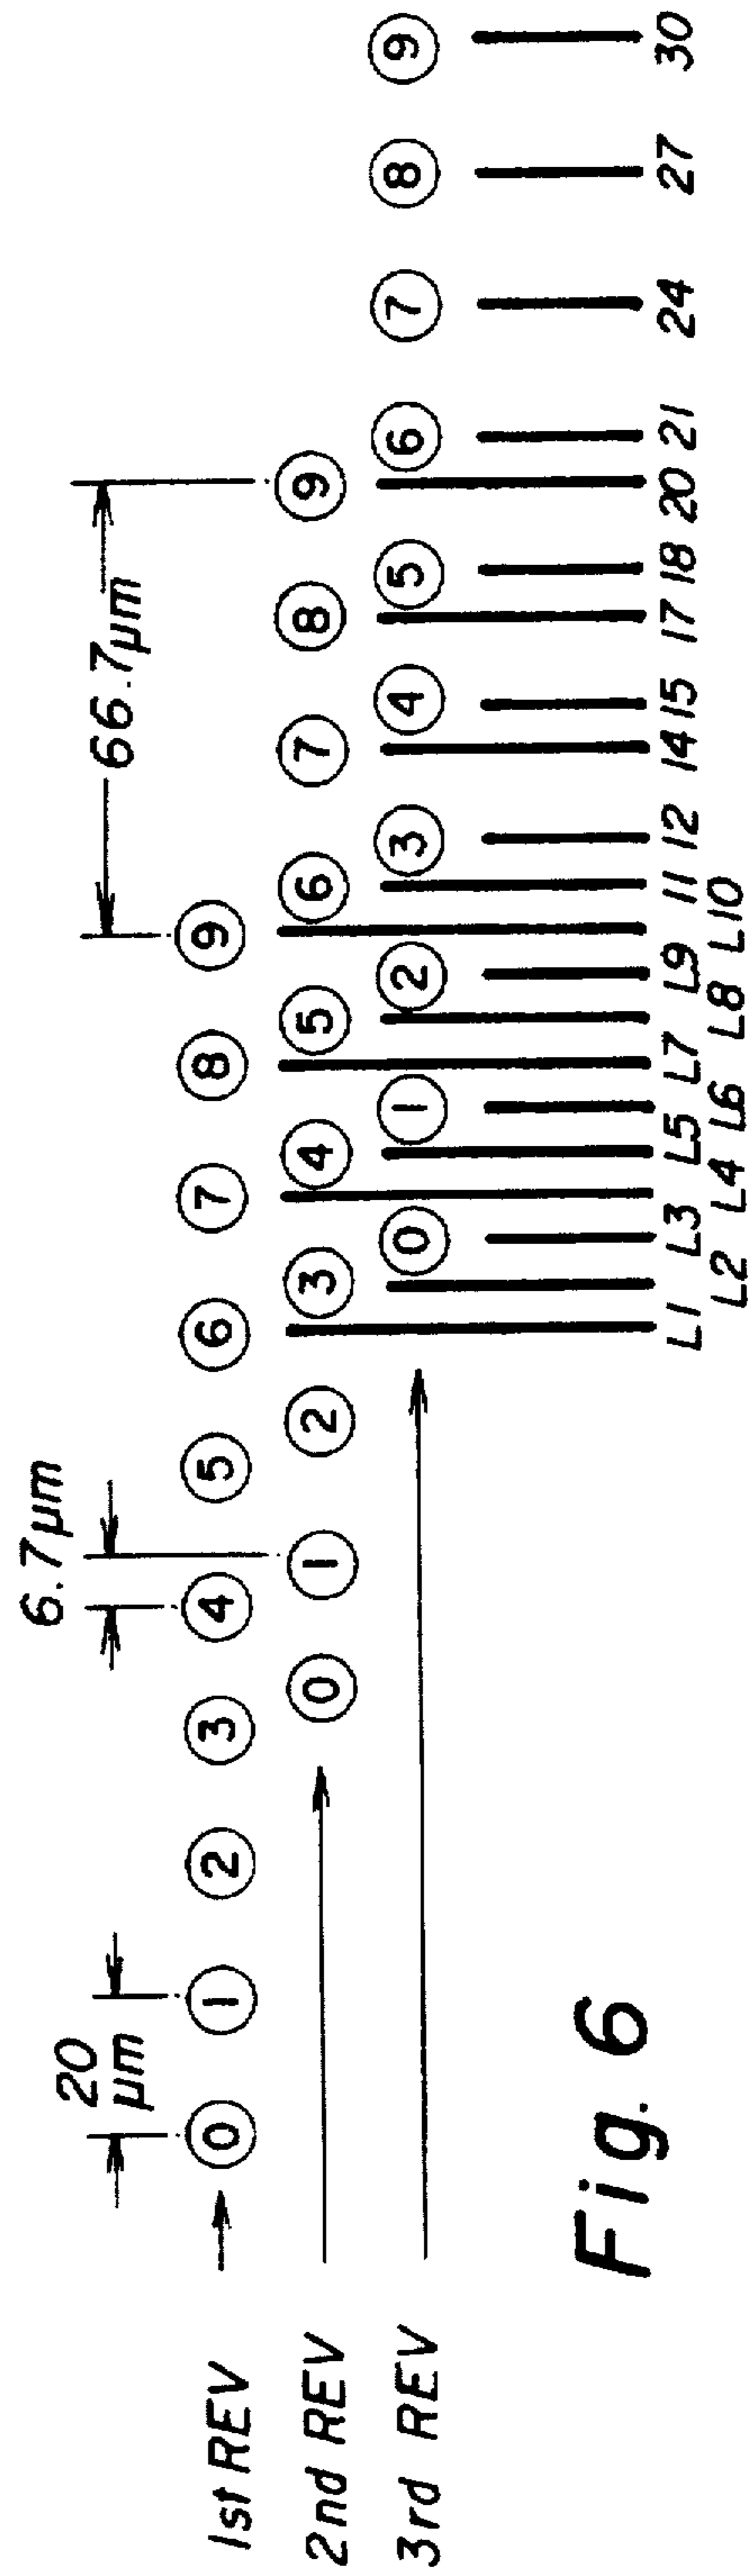 20
μm
6.7μm
66.7μm
1st REV 0 1 2 3 4 5 6 7 8 9
2nd REV 0 1 2 3 4 5 6 7 8 9
3rd REV 0 1 2 3 4 5 6 7 8 9
L1 L3 L5 L7 L9 11 12 14 15 17 18 20 21 24 27 30
L2 L4 L6 L8 L10
Fig. 6